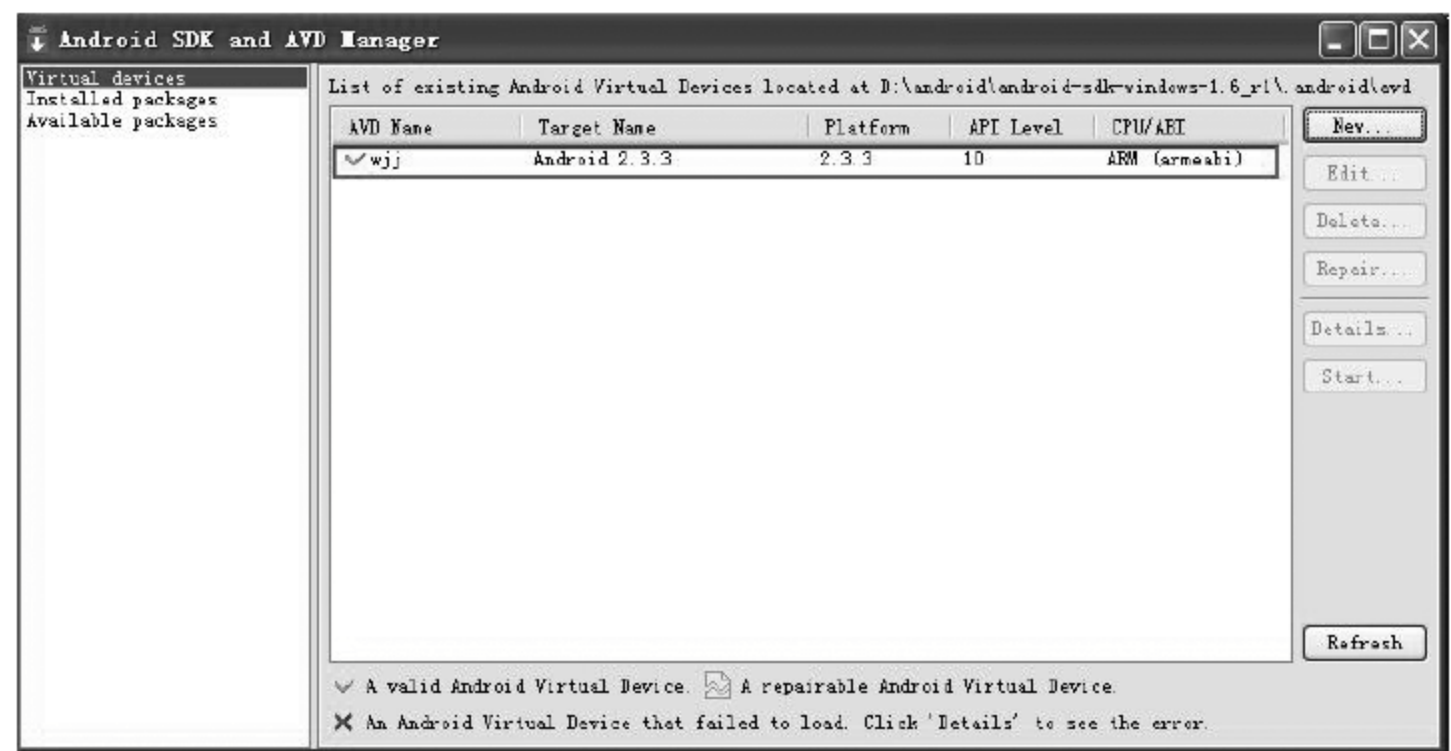 Android SDK and AVD Manager
Virtual devices
Installed packages
Available packages
List of existing Android Virtual Devices located at D:\android\android-sdk-windows-1.6_r1\.android\avd
AVD Name Target Name Platform API Level CPU/ABI
wjj Android 2.3.3 2.3.3 10 ARM (armeabi)
New...
Edit...
Delete...
Repair...
Details...
Start...
Refresh
A valid Android Virtual Device. A repairable Android Virtual Device.
An Android Virtual Device that failed to load. Click 'Details' to see the error.